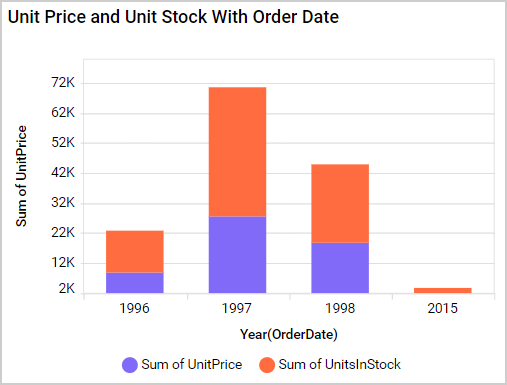 Unit Price and Unit Stock With Order Date
72K
62K
52K
42K
32K
22K
12K
2K
Sum of UnitPrice
1996 1997 1998 2015
Year(OrderDate)
Sum of UnitPrice Sum of UnitsInStock